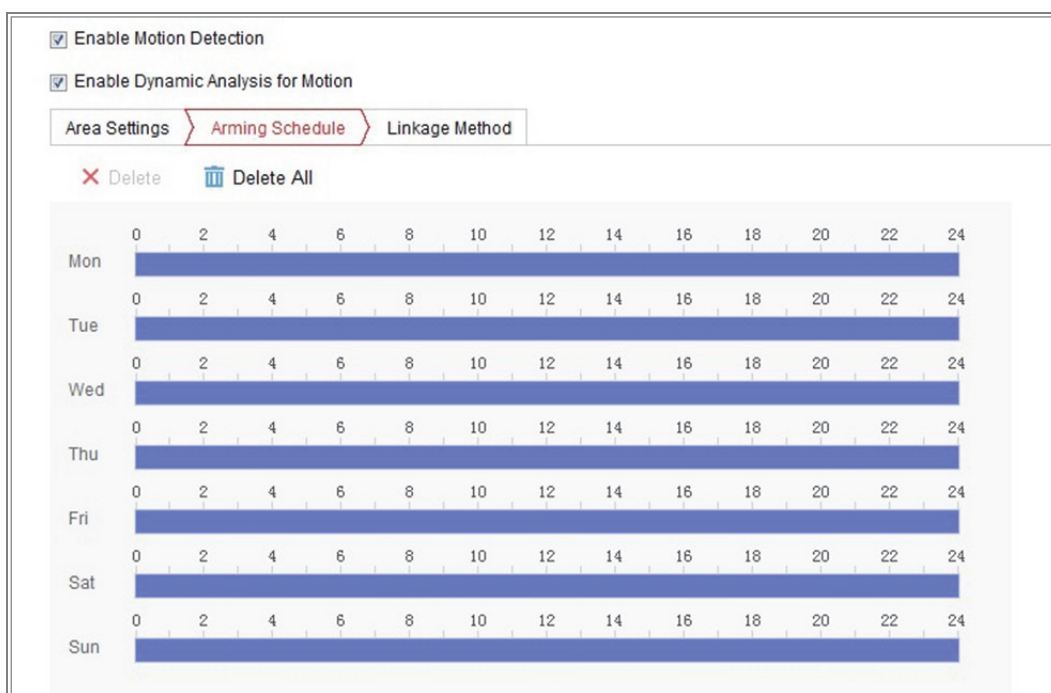 Enable Motion Detection
Enable Dynamic Analysis for Motion
Area Settings Arming Schedule Linkage Method
Delete Delete All
0 2 4 6 8 10 12 14 16 18 20 22 24
Mon
0 2 4 6 8 10 12 14 16 18 20 22 24
Tue
0 2 4 6 8 10 12 14 16 18 20 22 24
Wed
0 2 4 6 8 10 12 14 16 18 20 22 24
Thu
0 2 4 6 8 10 12 14 16 18 20 22 24
Fri
0 2 4 6 8 10 12 14 16 18 20 22 24
Sat
0 2 4 6 8 10 12 14 16 18 20 22 24
Sun